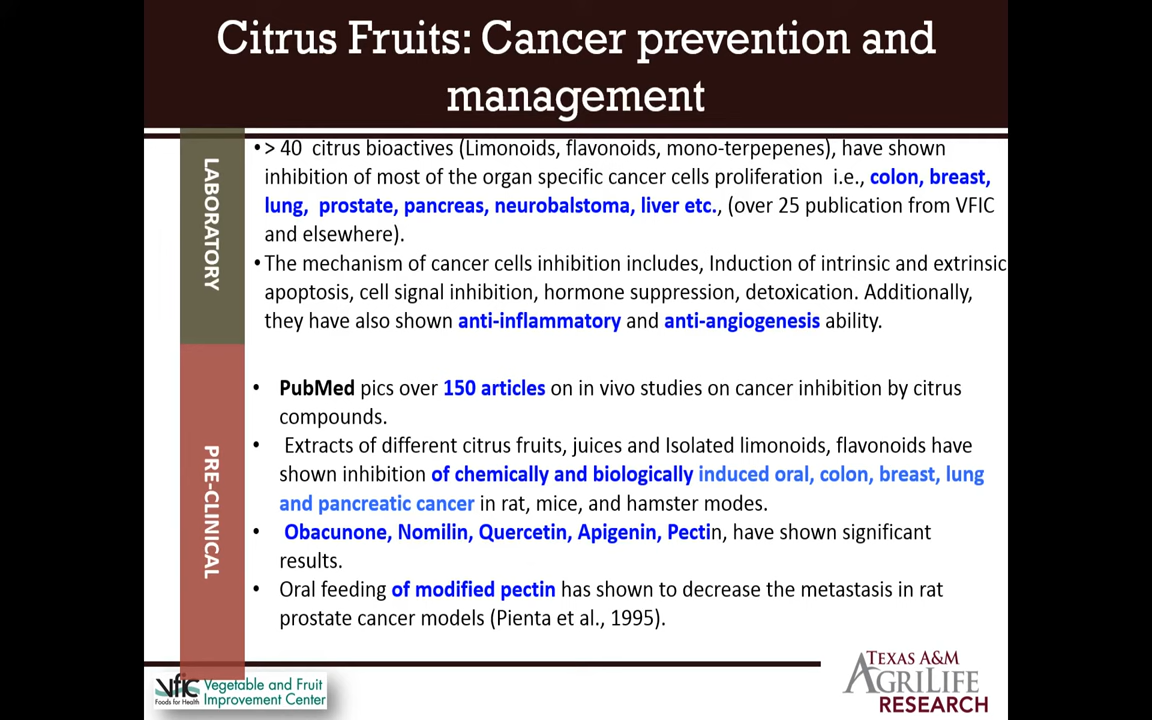 Citrus Fruits: Cancer prevention and
management
LABORATORY
• > 40 citrus bioactives (Limonoids, flavonoids, mono-terpepenes), have shown
inhibition of most of the organ specific cancer cells proliferation i.e., colon, breast,
lung, prostate, pancreas, neurobalstoma, liver etc., (over 25 publication from VFIC
and elsewhere).
• The mechanism of cancer cells inhibition includes, Induction of intrinsic and extrinsic
apoptosis, cell signal inhibition, hormone suppression, detoxication. Additionally,
they have also shown anti-inflammatory and anti-angiogenesis ability.
PRE-CLINICAL
• PubMed pics over 150 articles on in vivo studies on cancer inhibition by citrus
compounds.
• Extracts of different citrus fruits, juices and Isolated limonoids, flavonoids have
shown inhibition of chemically and biologically induced oral, colon, breast, lung
and pancreatic cancer in rat, mice, and hamster modes.
• Obacunone, Nomilin, Quercetin, Apigenin, Pectin, have shown significant
results.
• Oral feeding of modified pectin has shown to decrease the metastasis in rat
prostate cancer models (Pienta et al., 1995).
vfic
Foods for Health
Vegetable and Fruit
Improvement Center
TEXAS A&M
AGRILIFE
RESEARCH